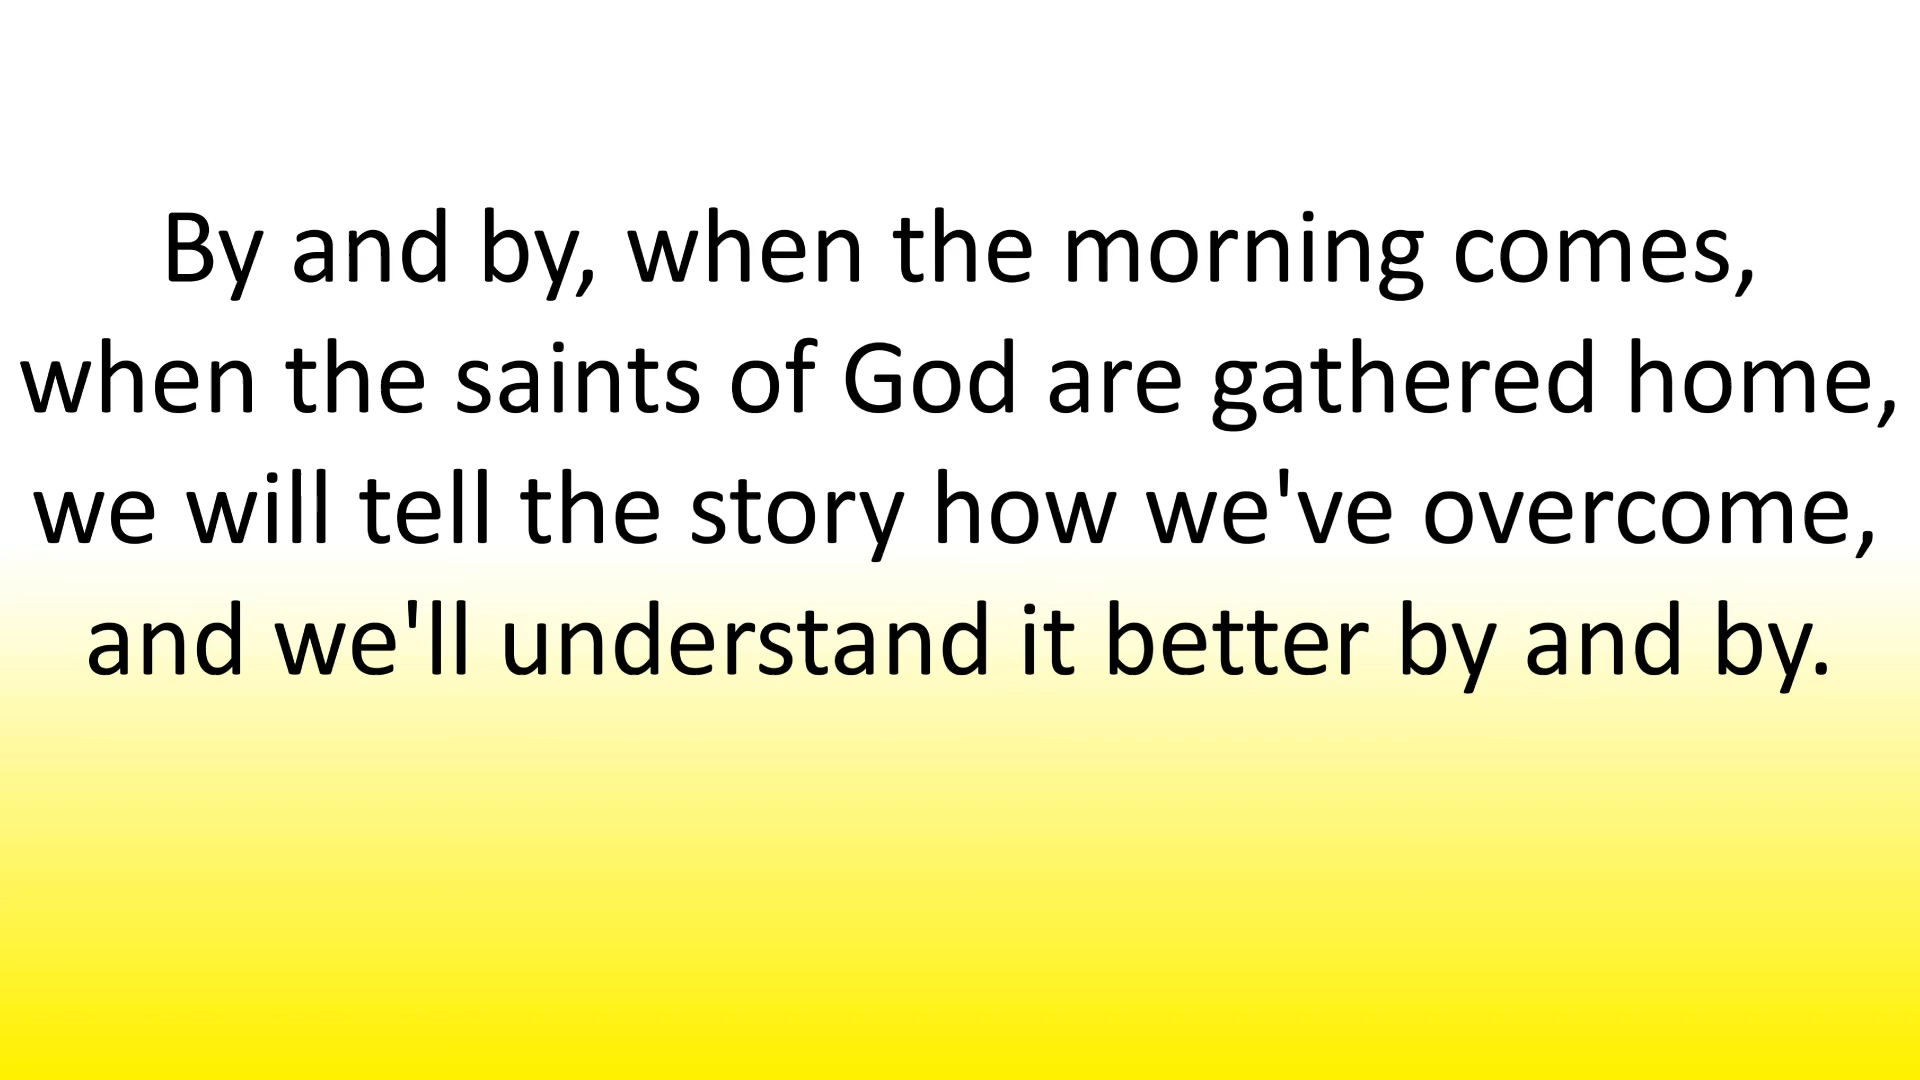 By and by, when the morning comes,
when the saints of God are gathered home,
we will tell the story how we've overcome,
and we'll understand it better by and by.